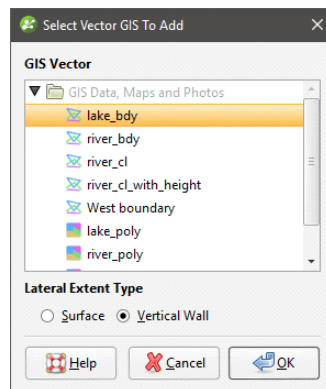 Select Vector GIS To Add
GIS Vector
GIS Data, Maps and Photos
lake_bdy
river_bdy
river_cl
river_cl_with_height
West boundary
lake_poly
river_poly
Lateral Extent Type
Surface Vertical Wall
Help Cancel OK